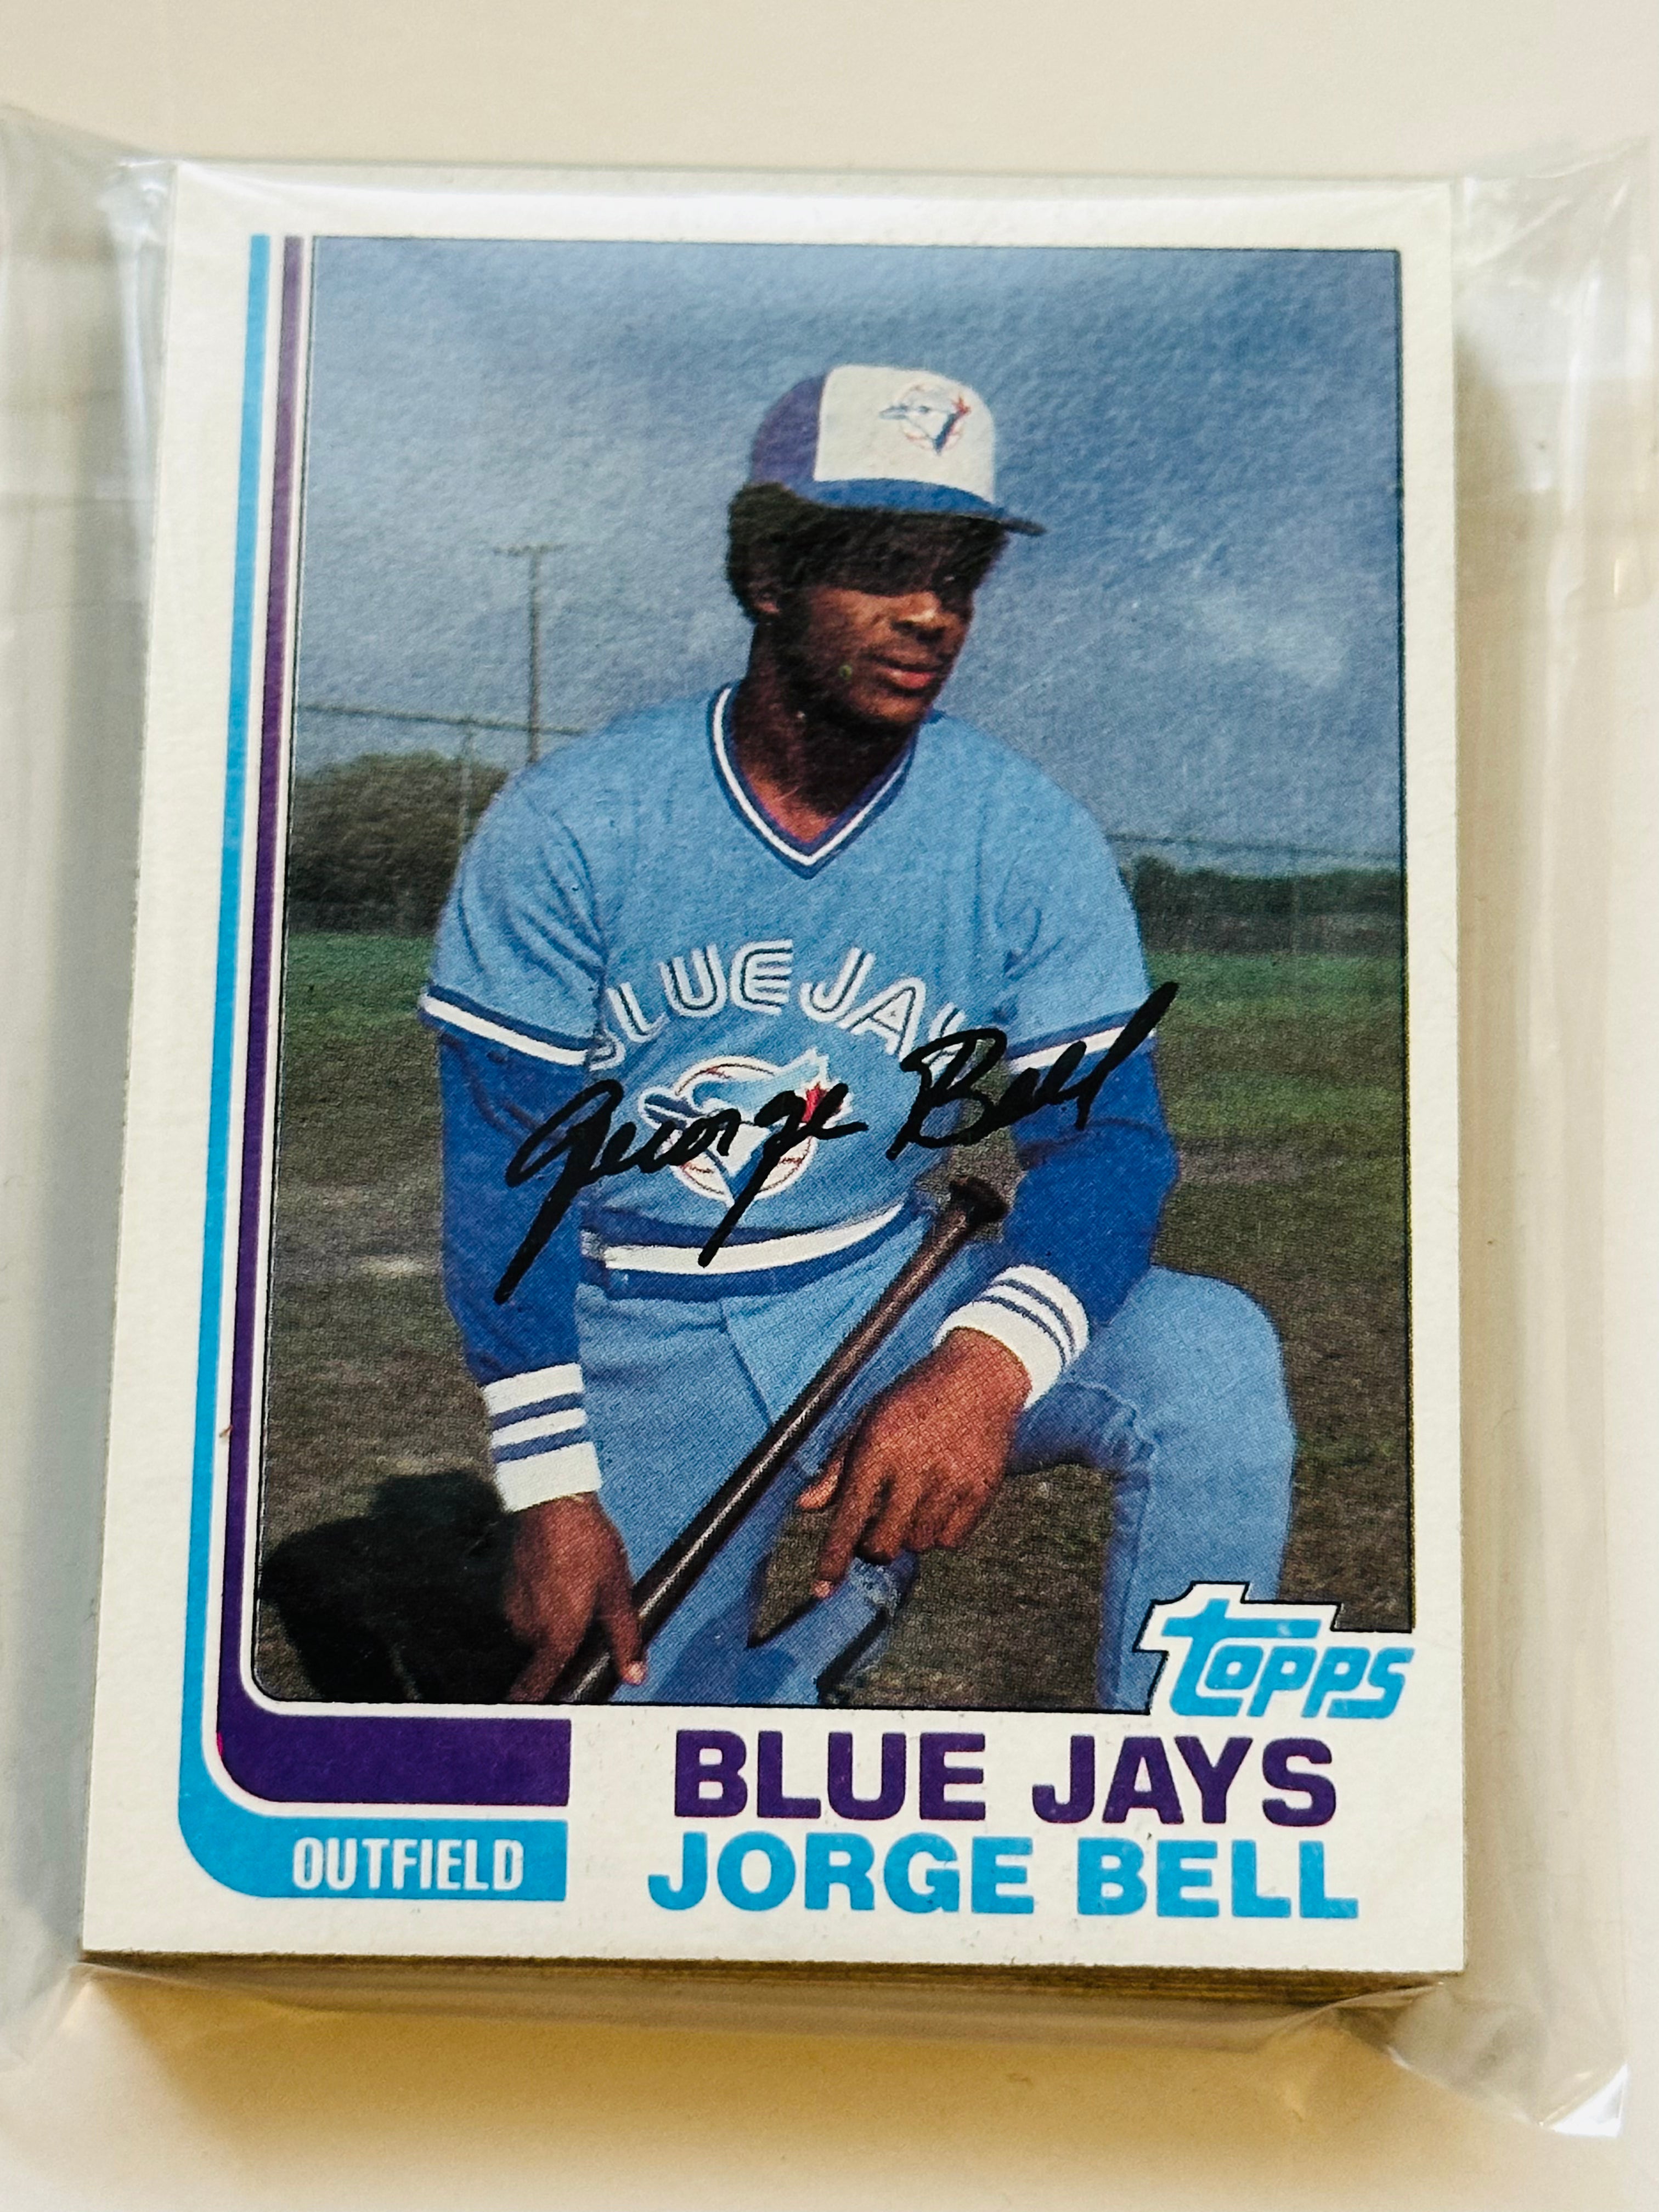 BLUE JAYS
George Bell
topps
BLUE JAYS
JORGE BELL
OUTFIELD